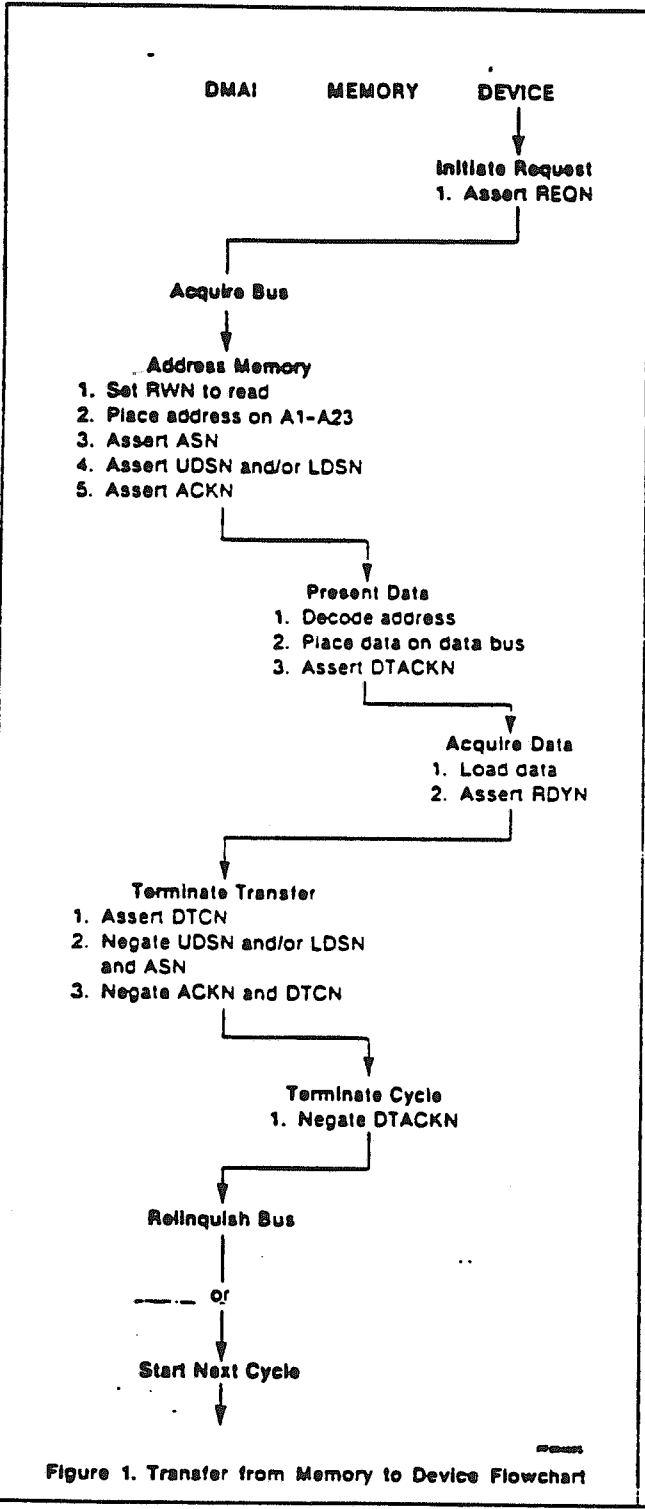 DMAI MEMORY DEVICE
Initiate Request
1. Assert REQN
Acquire Bus
Address Memory
1. Set RWN to read
2. Place address on A1-A23
3. Assert ASN
4. Assert UDSN and/or LDSN
5. Assert ACKN
Present Data
1. Decode address
2. Place data on data bus
3. Assert DTACKN
Acquire Data
1. Load data
2. Assert RDYN
Terminate Transfer
1. Assert DTCN
2. Negate UDSN and/or LDSN
and ASN
3. Negate ACKN and DTCN
Terminate Cycle
1. Negate DTACKN
Relinquish Bus
or
Start Next Cycle
Figure 1. Transfer from Memory to Device Flowchart